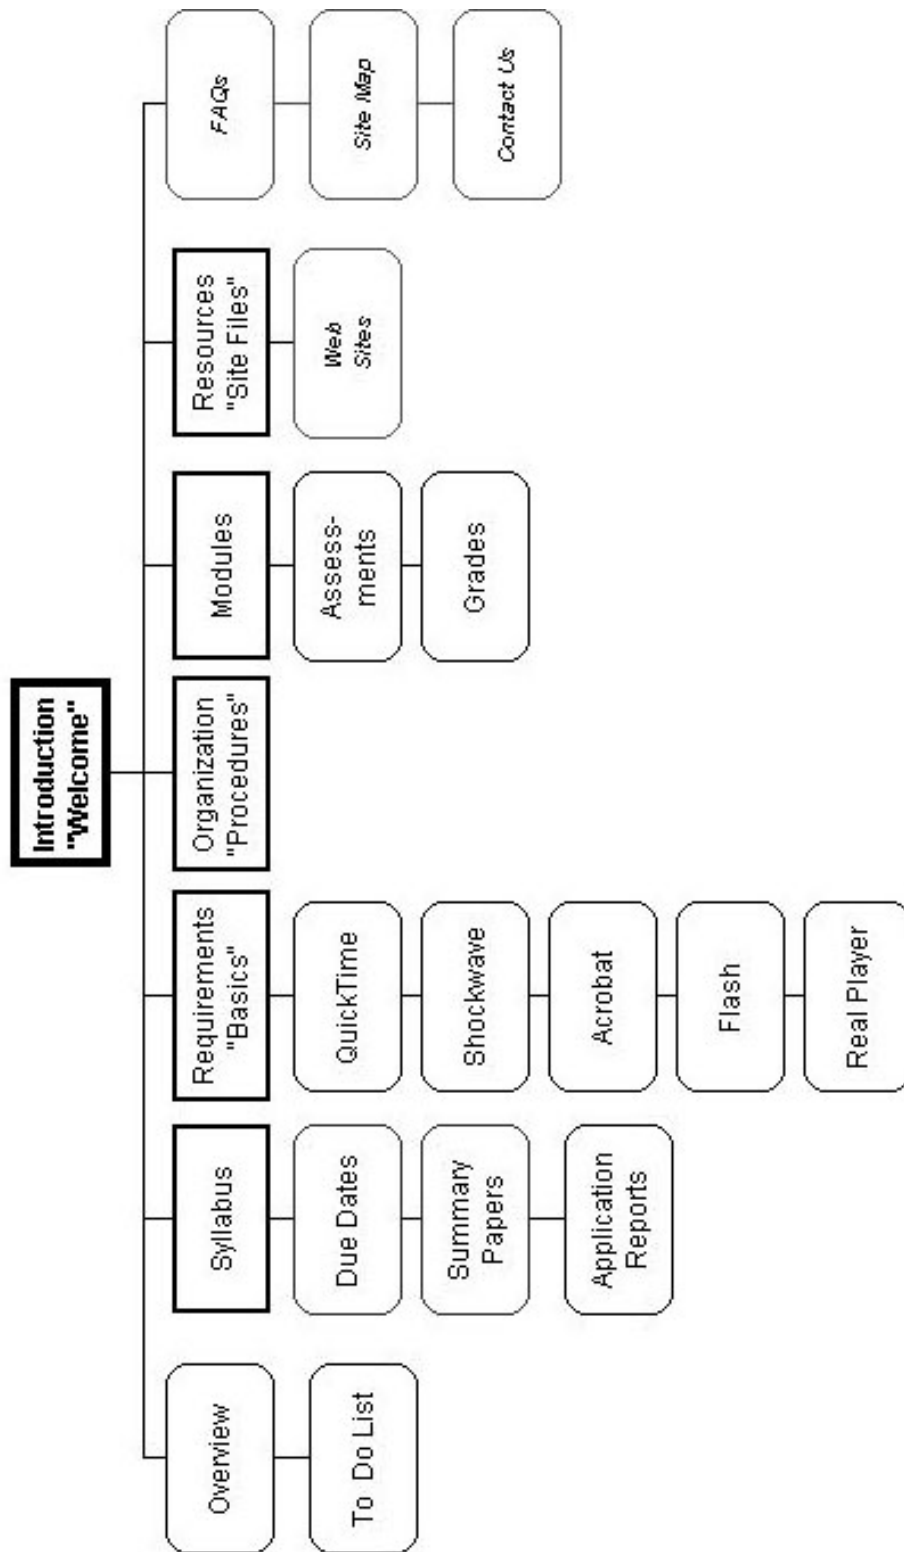 Introduction
"Welcome"
Overview
To Do List
Syllabus
Due Dates
Summary
Papers
Application
Reports
Requirements
"Basics"
QuickTime
Shockwave
Acrobat
Flash
Real Player
Organization
"Procedures"
Modules
Assess-
ments
Grades
Resources
"Site Files"
Web
Sites
FAQs
Site Map
Contact Us